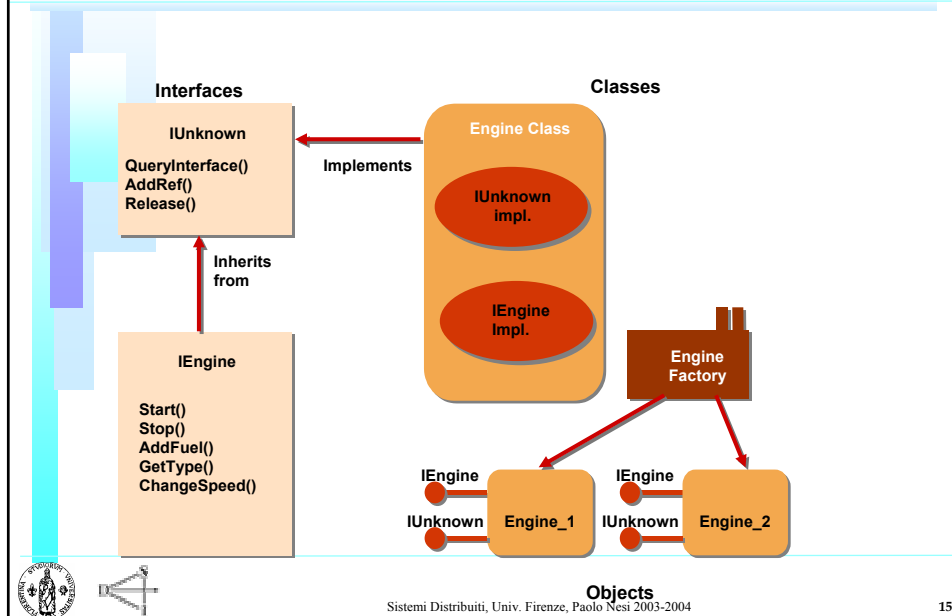 Interfaces
IUnknown
QueryInterface()
AddRef()
Release()
Implements
Inherits
from
IEngine
Start()
Stop()
AddFuel()
GetType()
ChangeSpeed()
Classes
Engine Class
IUnknown
impl.
IEngine
Impl.
Engine
Factory
IEngine
IUnknown
Engine_1
IEngine
IUnknown
Engine_2
Objects
Sistemi Distribuiti, Univ. Firenze, Paolo Nesi 2003-2004
15